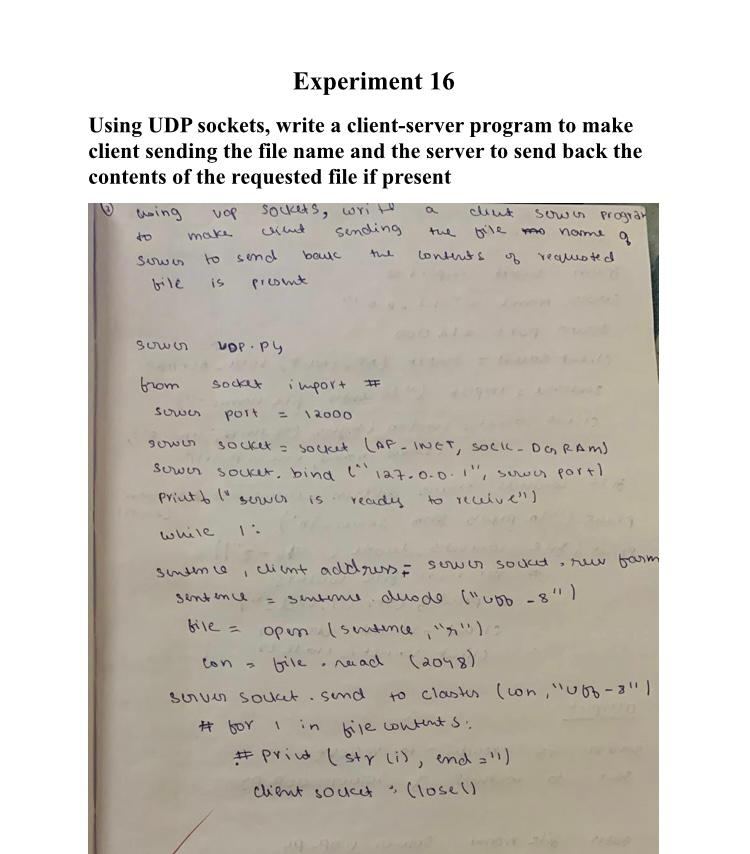 Experiment 16
Using UDP sockets, write a client-server program to make
client sending the file name and the server to send back the
contents of the requested file if present
using UDP sockets, write a client server program
to make client sending the file name &
server to send back the contents of requested
file is present
server UDP.py
from socket import *
server port = 12000
server socket = socket (AF-INET, SOCK-DGRAM)
server socket. bind ("127.0.0.1", server port)
print ("server is ready to receive")
while 1:
sentence, client address = server socket.
sentence = sentence. decode ("utf-8")
file = open (sentence, "r")
con = file. read (2048)
server socket. send to (con, "utf-8")
# for i in file contents:
# print (str (i), end = '')
client socket. close ()